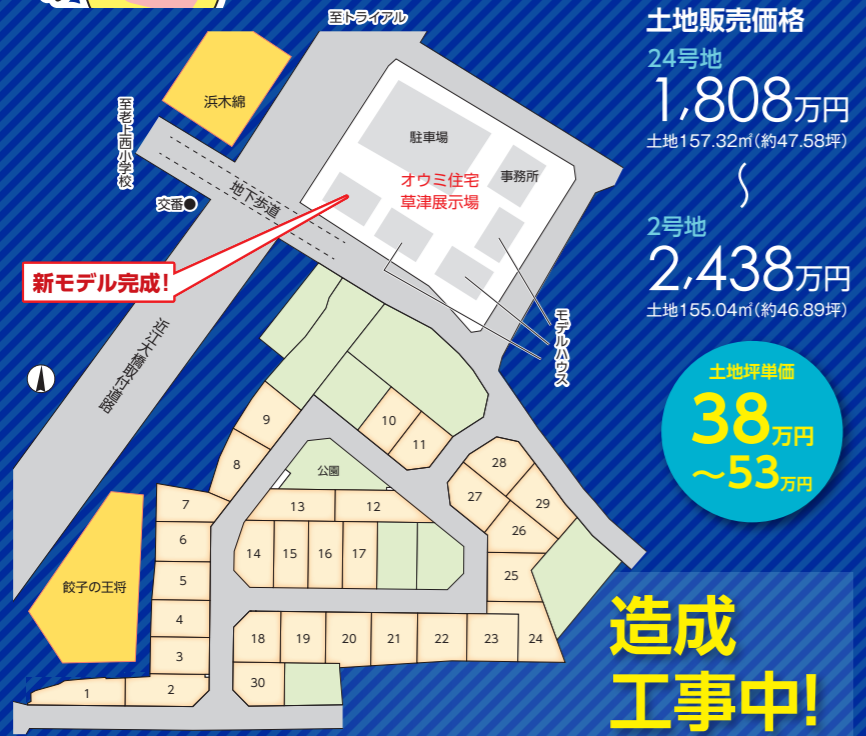 至トライアル
浜木綿
至老上西小学校
駐車場
事務所
オウミ住宅
草津展示場
地下歩道
交番●
新モデル完成!
モデルハウス
近江大橋取付道路
土地販売価格
24号地
1,808万円
土地157.32㎡(約47.58坪)
〜
2号地
2,438万円
土地155.04㎡(約46.89坪)
土地坪単価
38万円
〜53万円
9
10
11
8
公園
28
27
29
7
13
12
26
6
14
15
16
17
餃子の王将
5
25
4
18
19
20
21
22
23
24
3
1
2
30
造成
工事中!